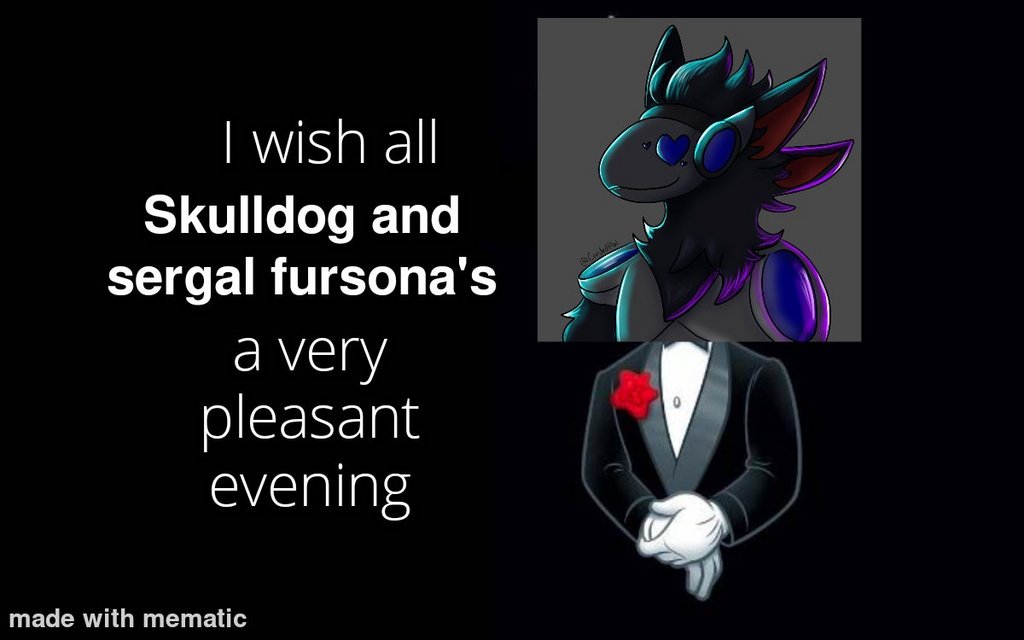 I wish all
Skulldog and
sergal fursona's
a very
pleasant
evening
made with mematic